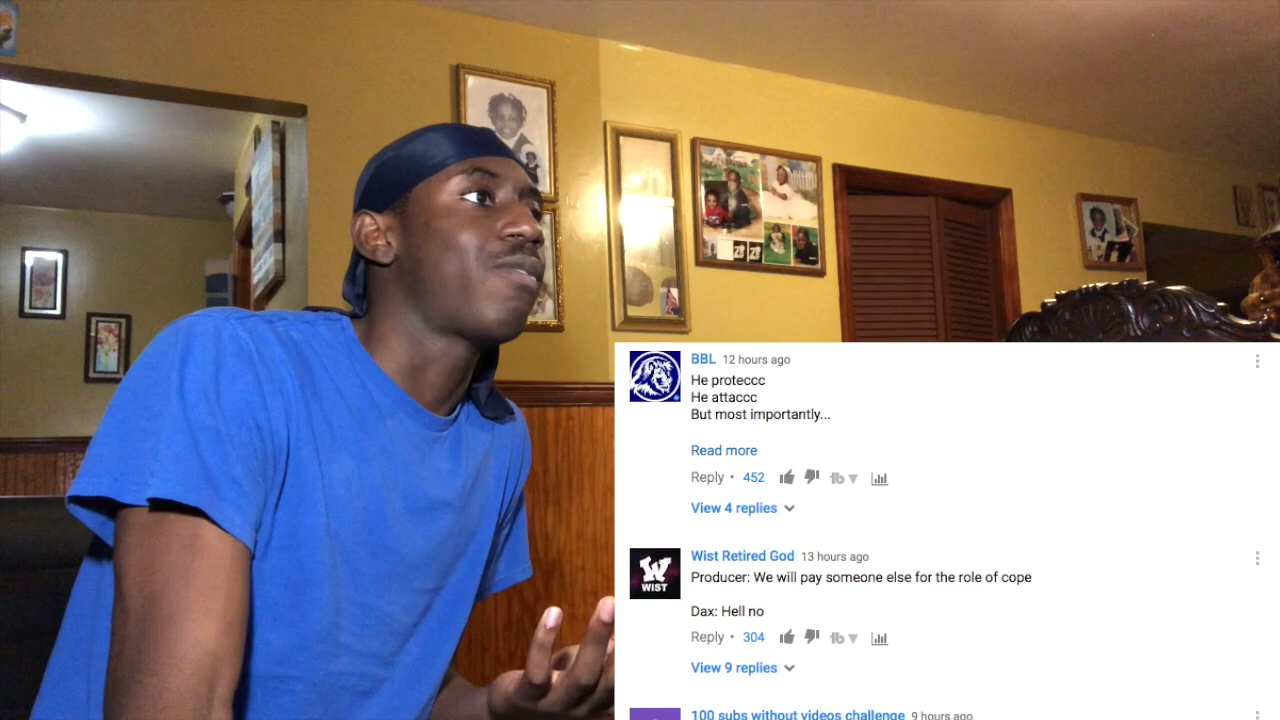 BBL 12 hours ago
He proteccc
He attaccc
But most importantly...
Read more
Reply • 452
View 4 replies
WIST
Wist Retired God 13 hours ago
Producer: We will pay someone else for the role of cope
Dax: Hell no
Reply • 304
View 9 replies
100 subs without videos challenge 9 hours ago